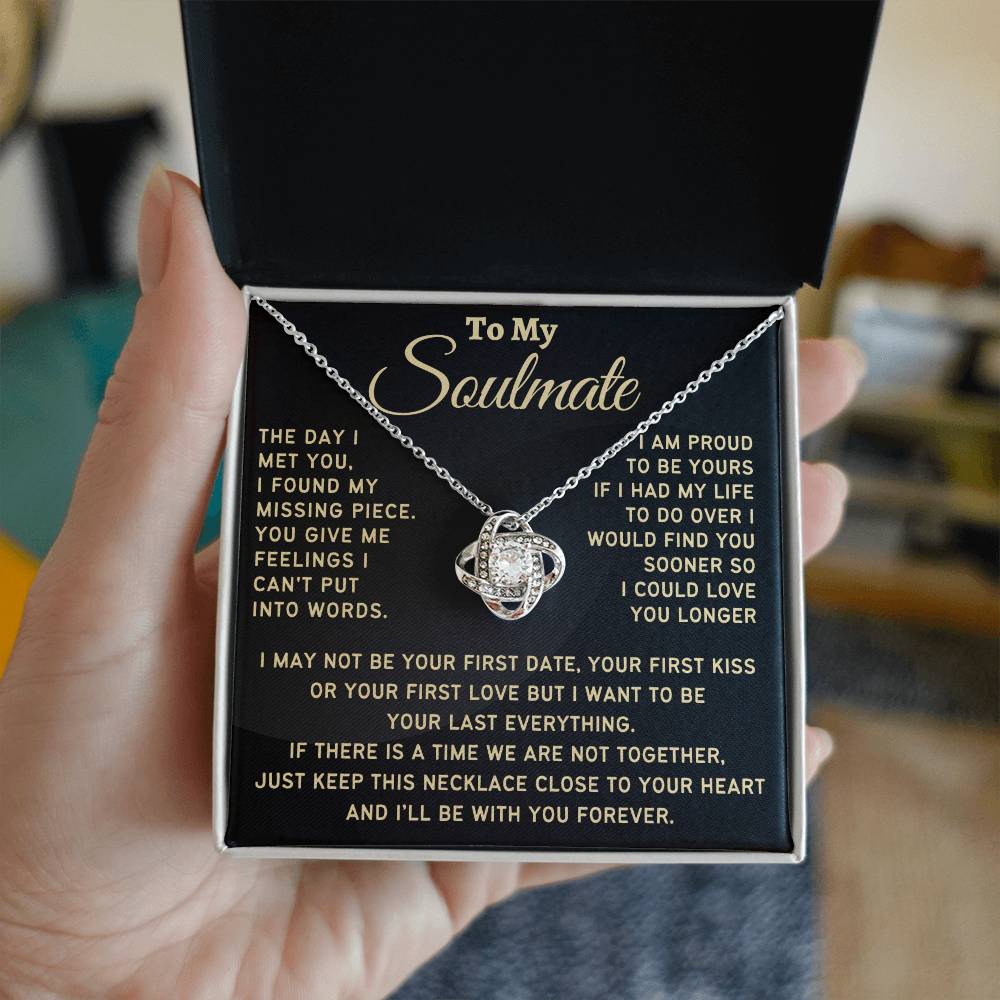 To My
Soulmate
THE DAY I
MET YOU,
I FOUND MY
MISSING PIECE.
YOU GIVE ME
FEELINGS I
CAN'T PUT
INTO WORDS.
I AM PROUD
TO BE YOURS
IF I HAD MY LIFE
TO DO OVER I
WOULD FIND YOU
SOONER SO
I COULD LOVE
YOU LONGER
I MAY NOT BE YOUR FIRST DATE, YOUR FIRST KISS
OR YOUR FIRST LOVE BUT I WANT TO BE
YOUR LAST EVERYTHING.
IF THERE IS A TIME WE ARE NOT TOGETHER,
JUST KEEP THIS NECKLACE CLOSE TO YOUR HEART
AND I'LL BE WITH YOU FOREVER.